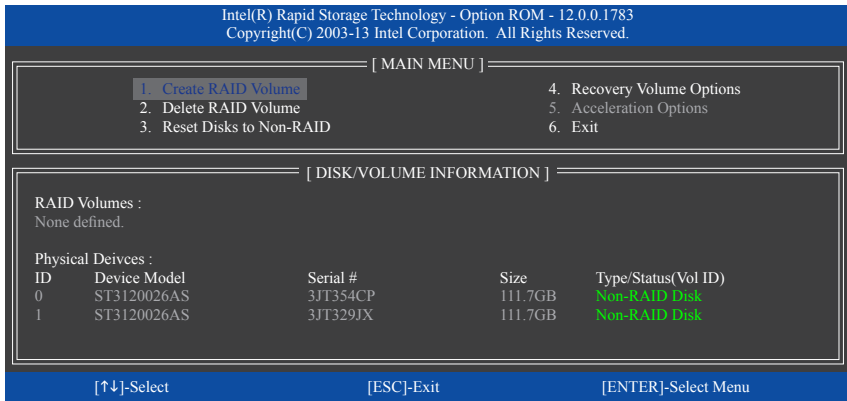 Intel(R) Rapid Storage Technology - Option ROM - 12.0.0.1783
Copyright(C) 2003-13 Intel Corporation. All Rights Reserved.
[ MAIN MENU ]
1. Create RAID Volume
2. Delete RAID Volume
3. Reset Disks to Non-RAID
4. Recovery Volume Options
5. Acceleration Options
6. Exit
[ DISK/VOLUME INFORMATION ]
RAID Volumes :
None defined.
Physical Deivces :
ID Device Model Serial # Size Type/Status(Vol ID)
0 ST3120026AS 3JT354CP 111.7GB Non-RAID Disk
1 ST3120026AS 3JT329JX 111.7GB Non-RAID Disk
[↑↓]-Select [ESC]-Exit [ENTER]-Select Menu